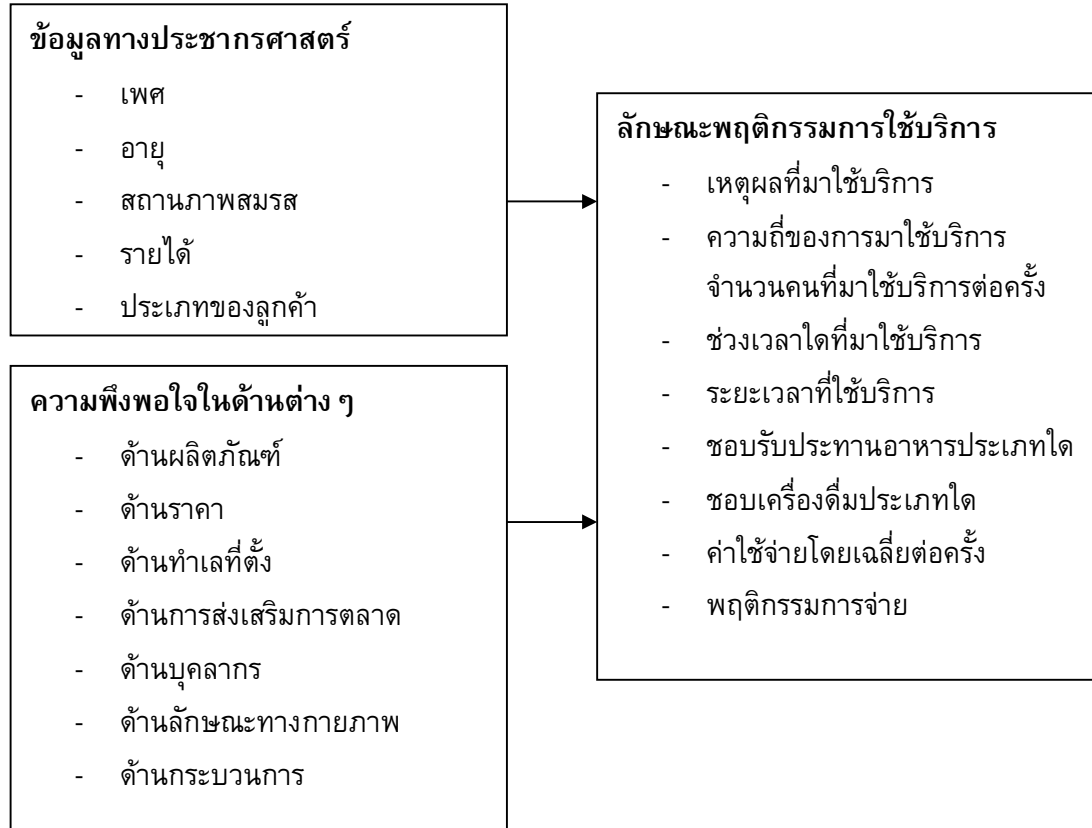 ข้อมูลทางประชากรศาสตร์
- เพศ
- อายุ
- สถานภาพสมรส
- รายได้
- ประเภทของลูกค้า
ความพึงพอใจในด้านต่าง ๆ
- ด้านผลิตภัณฑ์
- ด้านราคา
- ด้านทำเลที่ตั้ง
- ด้านการส่งเสริมการตลาด
- ด้านบุคลากร
- ด้านลักษณะทางกายภาพ
- ด้านกระบวนการ
ลักษณะพฤติกรรมการใช้บริการ
- เหตุผลที่มาใช้บริการ
- ความถี่ของการมาใช้บริการ
จำนวนคนที่มาใช้บริการต่อครั้ง
- ช่วงเวลาใดที่มาใช้บริการ
- ระยะเวลาที่ใช้บริการ
- ชอบรับประทานอาหารประเภทใด
- ชอบเครื่องดื่มประเภทใด
- ค่าใช้จ่ายโดยเฉลี่ยต่อครั้ง
- พฤติกรรมการจ่าย